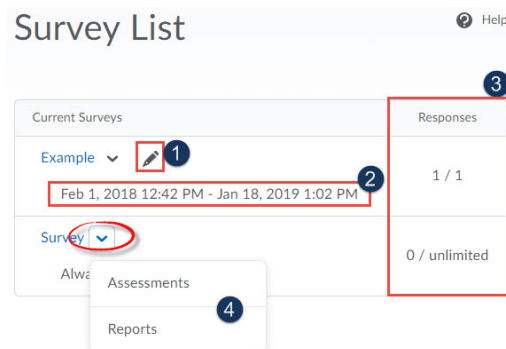 Survey List
Help
3
Current Surveys
Responses
Example
1
1 / 1
2
Feb 1, 2018 12:42 PM - Jan 18, 2019 1:02 PM
Survey
0 / unlimited
Assessments
4
Reports